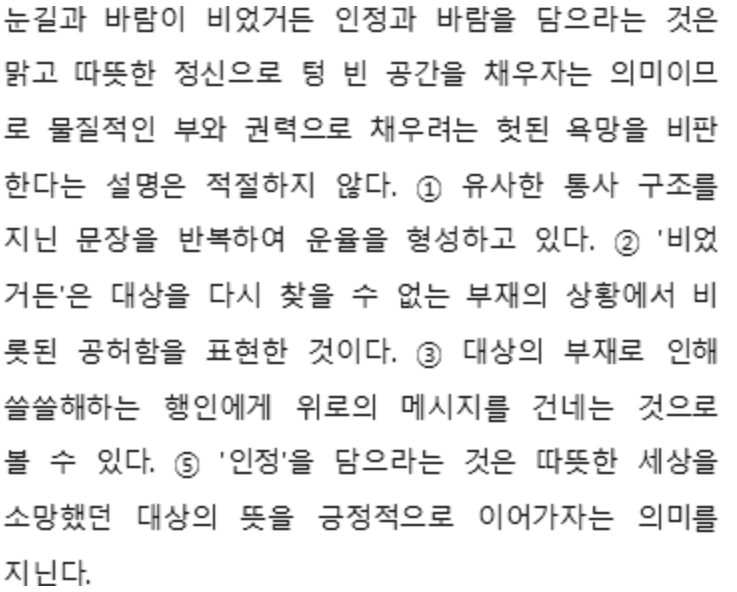 눈길과 바람이 비었거든 인정과 바람을 담으라는 것은
맑고 따뜻한 정신으로 텅 빈 공간을 채우자는 의미이므
로 물질적인 부와 권력으로 채우려는 헛된 욕망을 비판
한다는 설명은 적절하지 않다. ① 유사한 통사 구조를
지닌 문장을 반복하여 운율을 형성하고 있다. ② '비었
거든'은 대상을 다시 찾을 수 없는 부재의 상황에서 비
롯된 공허함을 표현한 것이다. ③ 대상의 부재로 인해
쓸쓸해하는 행인에게 위로의 메시지를 건네는 것으로
볼 수 있다. ⑤ '인정'을 담으라는 것은 따뜻한 세상을
소망했던 대상의 뜻을 긍정적으로 이어가자는 의미를
지닌다.